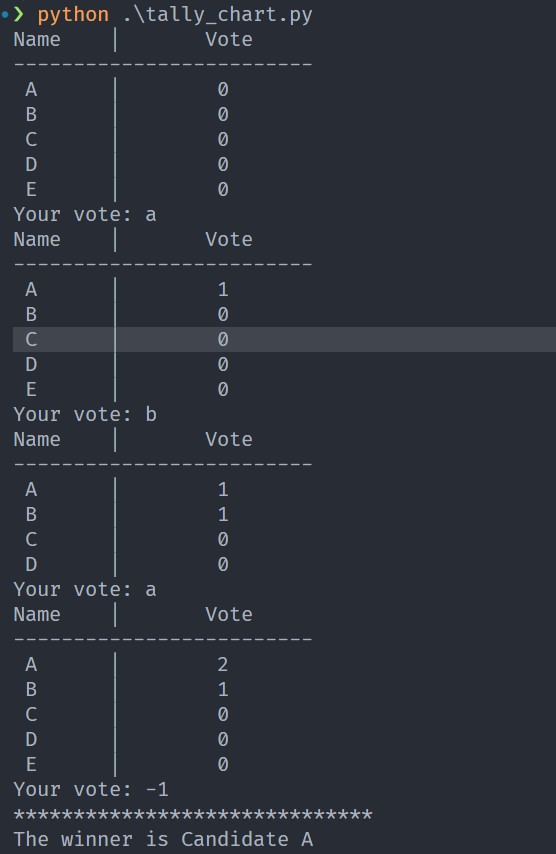 ❯ python .\tally_chart.py
Name    |       Vote
-------------------------
 A      |        0
 B      |        0
 C      |        0
 D      |        0
 E      |        0
Your vote: a
Name    |       Vote
-------------------------
 A      |        1
 B      |        0
 C      |        0
 D      |        0
 E      |        0
Your vote: b
Name    |       Vote
-------------------------
 A      |        1
 B      |        1
 C      |        0
 D      |        0
Your vote: a
Name    |       Vote
-------------------------
 A      |        2
 B      |        1
 C      |        0
 D      |        0
 E      |        0
Your vote: -1
******************************
The winner is Candidate A